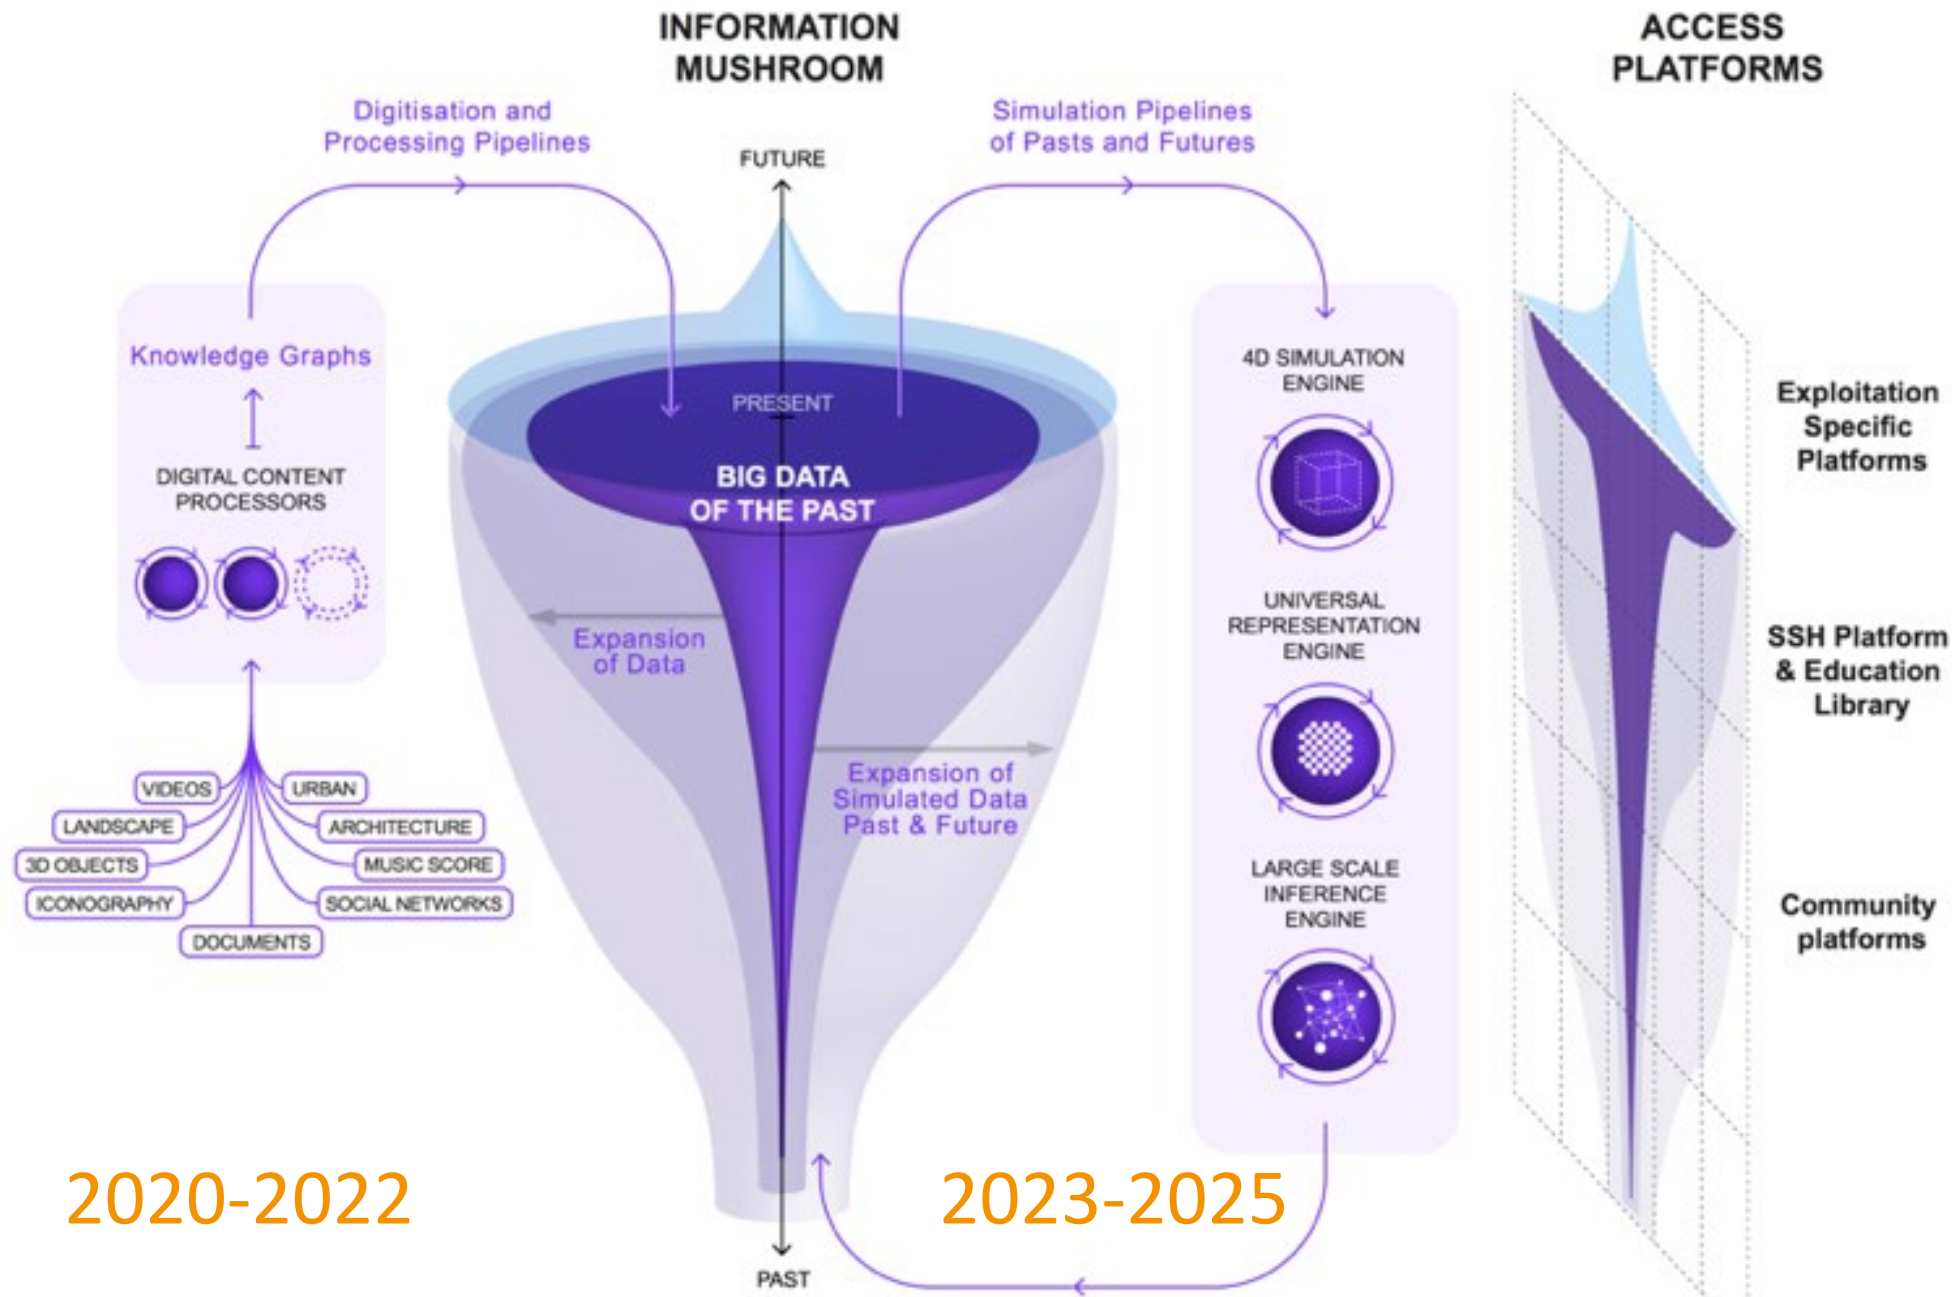 INFORMATION
MUSHROOM
ACCESS
PLATFORMS
Digitisation and
Processing Pipelines
Simulation Pipelines
of Pasts and Futures
FUTURE
Knowledge Graphs
DIGITAL CONTENT
PROCESSORS
VIDEOS
URBAN
LANDSCAPE
ARCHITECTURE
3D OBJECTS
MUSIC SCORE
ICONOGRAPHY
SOCIAL NETWORKS
DOCUMENTS
PRESENT
BIG DATA
OF THE PAST
Expansion
of Data
Expansion of
Simulated Data
Past & Future
4D SIMULATION
ENGINE
UNIVERSAL
REPRESENTATION
ENGINE
LARGE SCALE
INFERENCE
ENGINE
Exploitation
Specific
Platforms
SSH Platform
& Education
Library
Community
platforms
2020-2022
2023-2025
PAST